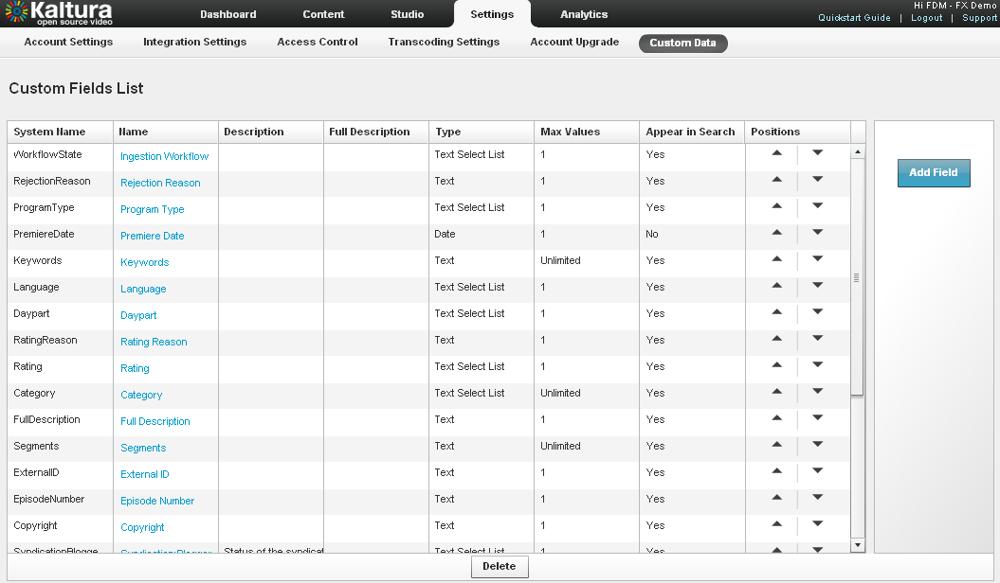 Kaltura
open source video
Dashboard Content Studio Settings Analytics
Hi FDM - FX Demo
Quickstart Guide | Logout | Support
Account Settings Integration Settings Access Control Transcoding Settings Account Upgrade Custom Data
Custom Fields List
System Name Name Description Full Description Type Max Values Appear in Search Positions
WorkflowState Ingestion Workflow Text Select List 1 Yes
RejectionReason Rejection Reason Text 1 Yes
ProgramType Program Type Text Select List 1 Yes
PremiereDate Premiere Date Date 1 No
Keywords Keywords Text Unlimited Yes
Language Language Text Select List 1 Yes
Daypart Daypart Text Select List 1 Yes
RatingReason Rating Reason Text 1 Yes
Rating Rating Text Select List 1 Yes
Category Category Text Select List Unlimited Yes
FullDescription Full Description Text 1 Yes
Segments Segments Text Unlimited Yes
ExternalID External ID Text 1 Yes
EpisodeNumber Episode Number Text 1 Yes
Copyright Copyright Text 1 Yes
SyndicationBlogge Syndication Blogger Status of the syndicat Text Select List 1 Yes
Add Field
Delete